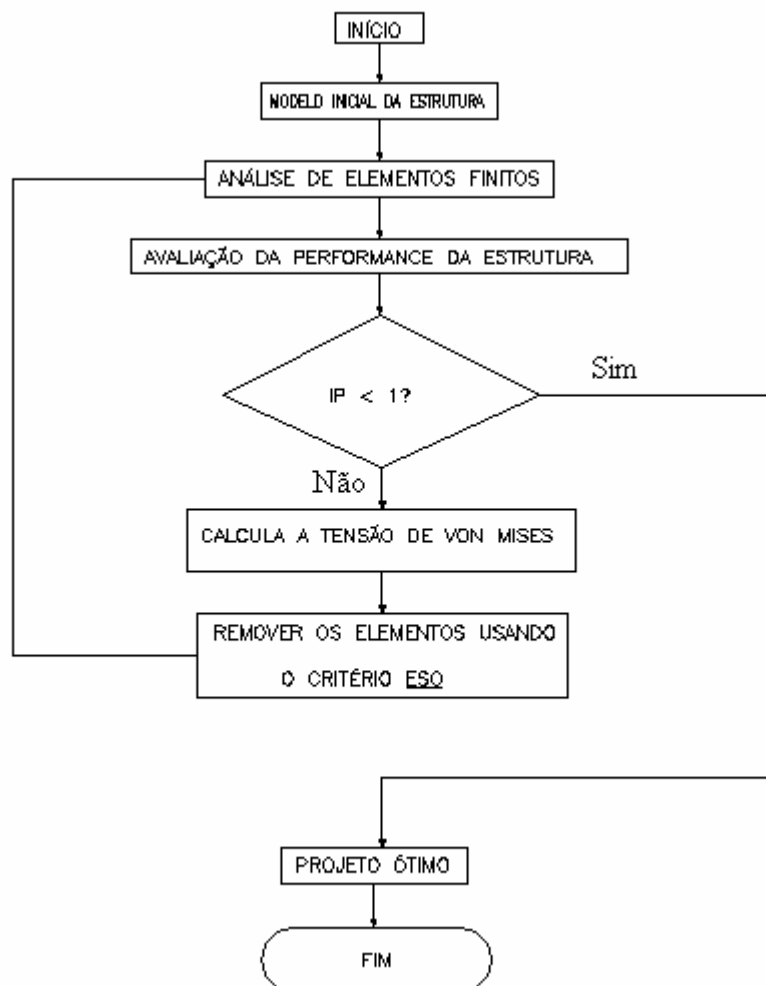 INÍCIO
MODELO INICIAL DA ESTRUTURA
ANÁLISE DE ELEMENTOS FINITOS
AVALIAÇÃO DA PERFORMANCE DA ESTRUTURA
IP < 1?
Sim
Não
CALCULA A TENSÃO DE VON MISES
REMOVER OS ELEMENTOS USANDO
O CRITÉRIO ESO
PROJETO ÓTIMO
FIM